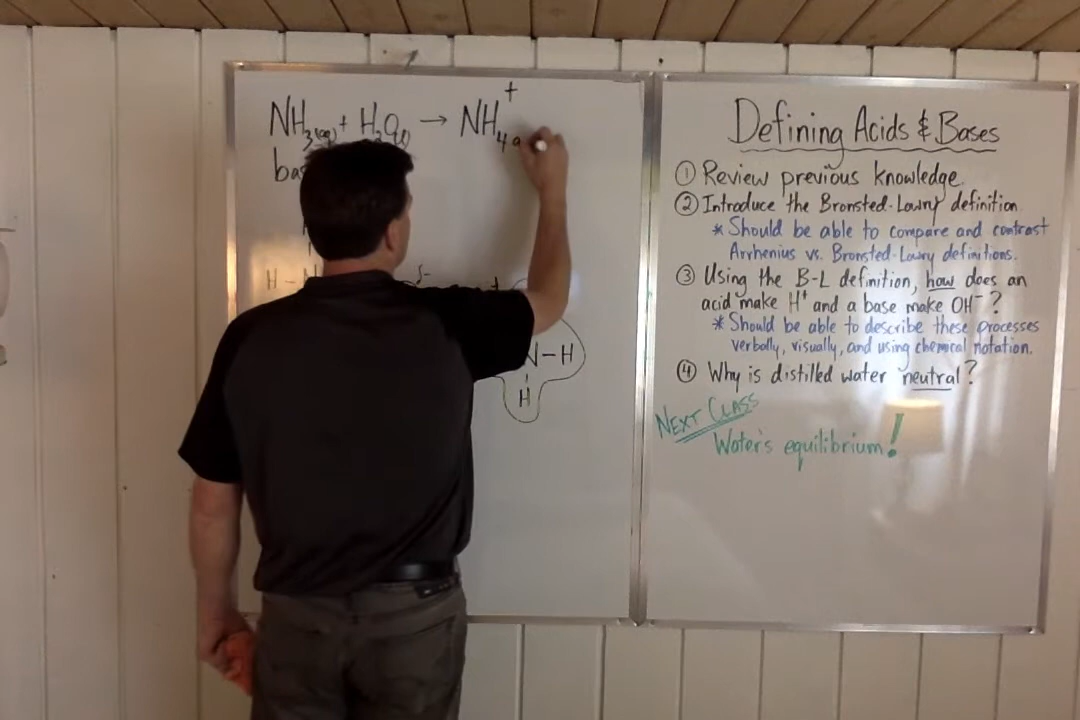 NH3(aq) + H2O(l) → NH4 a
+
bas
H - N
δ-
+
N - H
H
Defining Acids & Bases
① Review previous knowledge.
② Introduce the Bronsted-Lowry definition
* Should be able to compare and contrast
Arrhenius vs. Bronsted-Lowry definitions.
③ Using the B-L definition, how does an
acid make H+ and a base make OH-?
* Should be able to describe these processes
verbally, visually, and using chemical notation.
④ Why is distilled water neutral?
NEXT CLASS
Water's equilibrium!